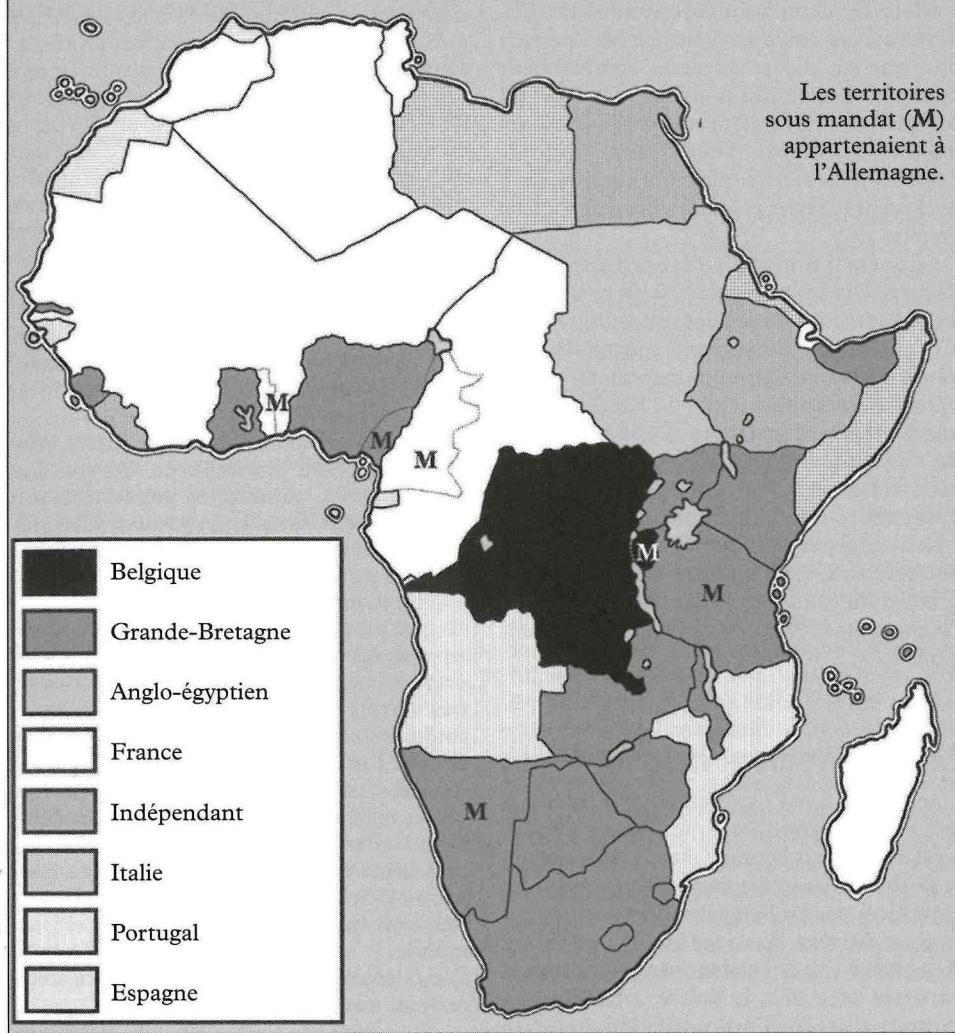 Les territoires
sous mandat (M)
appartenaient à
l'Allemagne.
M
M
M
M
M
M
Belgique
Grande-Bretagne
Anglo-égyptien
France
Indépendant
Italie
Portugal
Espagne